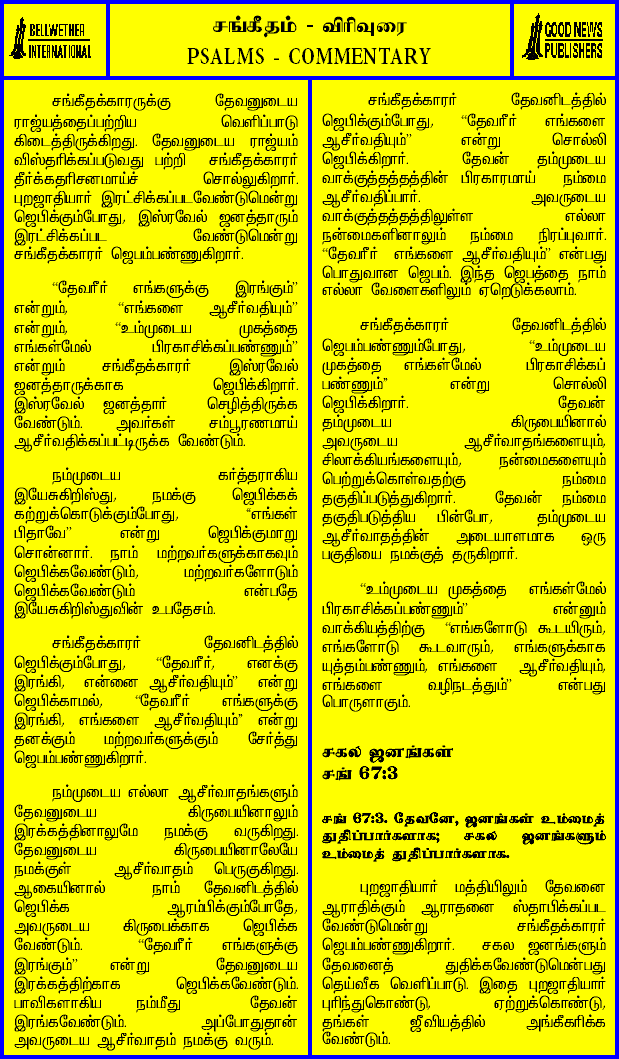 BELLWETHER
INTERNATIONAL
சங்கீதம் - விரிவுரை
PSALMS - COMMENTARY
GOOD NEWS
PUBLISHERS
சங்கீதக்காரருக்கு தேவனுடைய
ராஜ்யத்தைப்பற்றிய வெளிப்பாடு
கிடைத்திருக்கிறது. தேவனுடைய ராஜ்யம்
விஸ்தரிக்கப்படுவது பற்றி சங்கீதக்காரர்
தீர்க்கதரிசனமாய்ச் சொல்லுகிறார்.
புறஜாதியார் இரட்சிக்கப்படவேண்டுமென்று
ஜெபிக்கும்போது, இஸ்ரவேல் ஜனத்தாரும்
இரட்சிக்கப்பட வேண்டுமென்று
சங்கீதக்காரர் ஜெபம்பண்ணுகிறார்.
“தேவரீர் எங்களுக்கு இரங்கும்”
என்றும், “எங்களை ஆசீர்வதியும்”
என்றும், “உம்முடைய முகத்தை
எங்கள்மேல் பிரகாசிக்கப்பண்ணும்”
என்றும் சங்கீதக்காரர் இஸ்ரவேல்
ஜனத்தாருக்காக ஜெபிக்கிறார்.
இஸ்ரவேல் ஜனத்தார் செழித்திருக்க
வேண்டும். அவர்கள் சம்பூரணமாய்
ஆசீர்வதிக்கப்பட்டிருக்க வேண்டும்.
நம்முடைய கர்த்தராகிய
இயேசுகிறிஸ்து, நமக்கு ஜெபிக்கக்
கற்றுக்கொடுக்கும்போது, “எங்கள்
பிதாவே” என்று ஜெபிக்குமாறு
சொன்னார். நாம் மற்றவர்களுக்காகவும்
ஜெபிக்கவேண்டும், மற்றவர்களோடும்
ஜெபிக்கவேண்டும் என்பதே
இயேசுகிறிஸ்துவின் உபதேசம்.
சங்கீதக்காரர் தேவனிடத்தில்
ஜெபிக்கும்போது, “தேவரீர், எனக்கு
இரங்கி, என்னை ஆசீர்வதியும்” என்று
ஜெபிக்காமல், “தேவரீர் எங்களுக்கு
இரங்கி, எங்களை ஆசீர்வதியும்” என்று
தனக்கும் மற்றவர்களுக்கும் சேர்த்து
ஜெபம்பண்ணுகிறார்.
நம்முடைய எல்லா ஆசீர்வாதங்களும்
தேவனுடைய கிருபையினாலும்
இரக்கத்தினாலுமே நமக்கு வருகிறது.
தேவனுடைய கிருபையினாலேயே
நமக்குள் ஆசீர்வாதம் பெருகுகிறது.
ஆகையினால் நாம் தேவனிடத்தில்
ஜெபிக்க ஆரம்பிக்கும்போதே,
அவருடைய கிருபைக்காக ஜெபிக்க
வேண்டும். “தேவரீர் எங்களுக்கு
இரங்கும்” என்று தேவனுடைய
இரக்கத்திற்காக ஜெபிக்கவேண்டும்.
பாவிகளாகிய நம்மீது தேவன்
இரங்கவேண்டும். அப்போதுதான்
அவருடைய ஆசீர்வாதம் நமக்கு வரும்.
சங்கீதக்காரர் தேவனிடத்தில்
ஜெபிக்கும்போது, “தேவரீர் எங்களை
ஆசீர்வதியும்” என்று சொல்லி
ஜெபிக்கிறார். தேவன் தம்முடைய
வாக்குத்தத்தத்தின் பிரகாரமாய் நம்மை
ஆசீர்வதிப்பார். அவருடைய
வாக்குத்தத்தத்திலுள்ள எல்லா
நன்மைகளினாலும் நம்மை நிரப்புவார்.
“தேவரீர் எங்களை ஆசீர்வதியும்” என்பது
பொதுவான ஜெபம். இந்த ஜெபத்தை நாம்
எல்லா வேளைகளிலும் ஏறெடுக்கலாம்.
சங்கீதக்காரர் தேவனிடத்தில்
ஜெபம்பண்ணும்போது, “உம்முடைய
முகத்தை எங்கள்மேல் பிரகாசிக்கப்
பண்ணும்” என்று சொல்லி
ஜெபிக்கிறார். தேவன்
தம்முடைய கிருபையினால்
அவருடைய ஆசீர்வாதங்களையும்,
சிலாக்கியங்களையும், நன்மைகளையும்
பெற்றுக்கொள்வதற்கு நம்மை
தகுதிப்படுத்துகிறார். தேவன் நம்மை
தகுதிபடுத்திய பின்போ, தம்முடைய
ஆசீர்வாதத்தின் அடையாளமாக ஒரு
பகுதியை நமக்குத் தருகிறார்.
“உம்முடைய முகத்தை எங்கள்மேல்
பிரகாசிக்கப்பண்ணும்” என்னும்
வாக்கியத்திற்கு “எங்களோடு கூடயிரும்,
எங்களோடு கூடவாரும், எங்களுக்காக
யுத்தம்பண்ணும், எங்களை ஆசீர்வதியும்,
எங்களை வழிநடத்தும்” என்பது
பொருளாகும்.
சகல ஜனங்கள்
சங் 67:3
சங் 67:3. தேவனே, ஜனங்கள் உம்மைத்
துதிப்பார்களாக; சகல ஜனங்களும்
உம்மைத் துதிப்பார்களாக.
புறஜாதியார் மத்தியிலும் தேவனை
ஆராதிக்கும் ஆராதனை ஸ்தாபிக்கப்பட
வேண்டுமென்று சங்கீதக்காரர்
ஜெபம்பண்ணுகிறார். சகல ஜனங்களும்
தேவனைத் துதிக்கவேண்டுமென்பது
தெய்வீக வெளிப்பாடு. இதை புறஜாதியார்
புரிந்துகொண்டு, ஏற்றுக்கொண்டு,
தங்கள் ஜீவியத்தில் அங்கீகரிக்க
வேண்டும்.